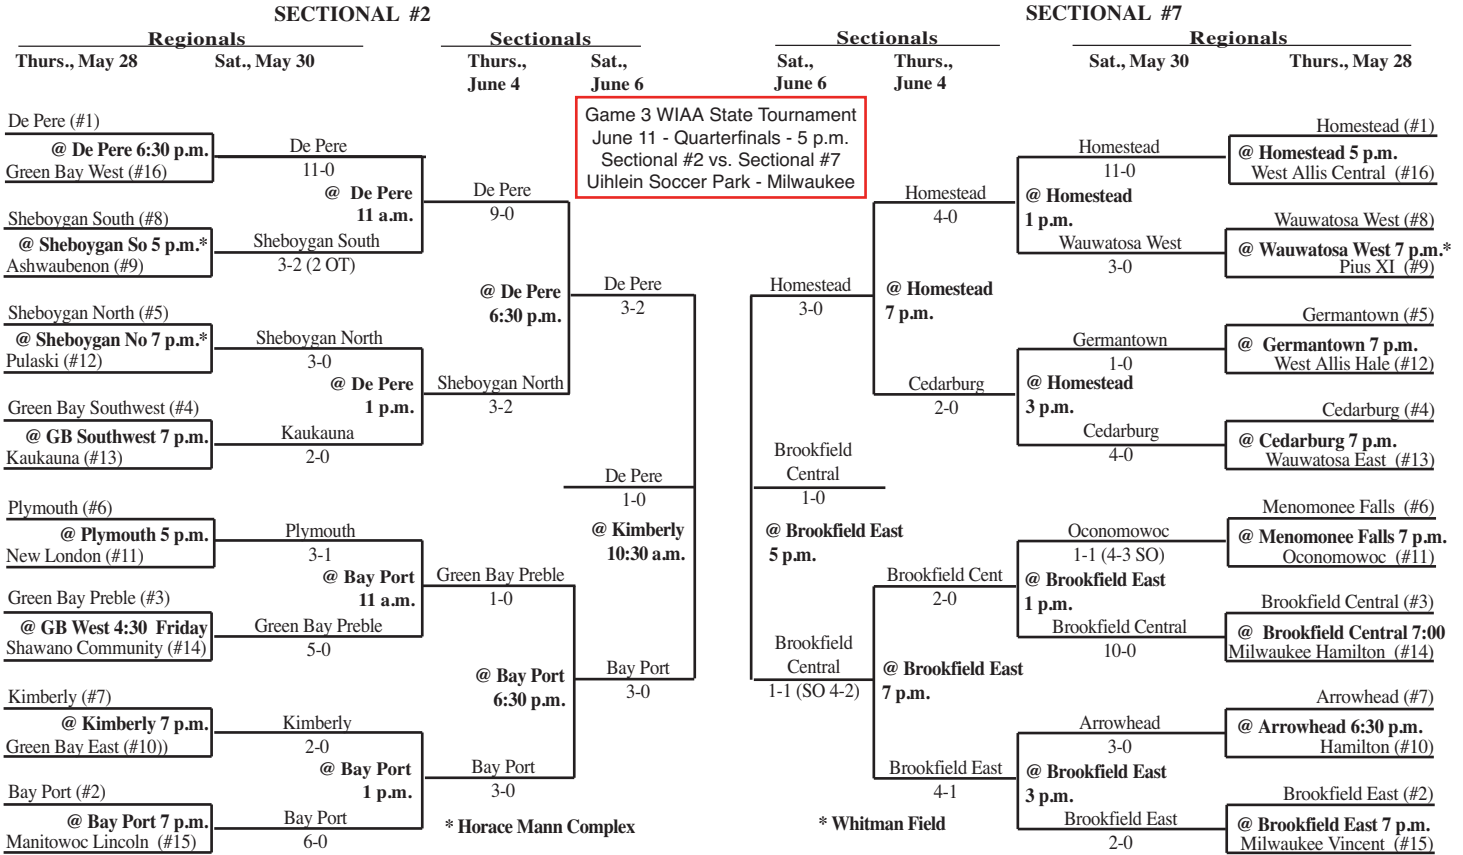 SECTIONAL #2
Regionals
Sectionals
Thurs., May 28
Sat., May 30
Thurs.,
June 4
Sat.,
June 6
De Pere (#1)
@ De Pere 6:30 p.m.
Green Bay West (#16)
De Pere
11-0
@ De Pere
11 a.m.
Sheboygan South (#8)
@ Sheboygan So 5 p.m.*
Ashwaubenon (#9)
Sheboygan South
3-2 (2 OT)
De Pere
9-0
@ De Pere
6:30 p.m.
Sheboygan North (#5)
@ Sheboygan No 7 p.m.*
Pulaski (#12)
Sheboygan North
3-0
@ De Pere
1 p.m.
Green Bay Southwest (#4)
@ GB Southwest 7 p.m.
Kaukauna (#13)
Kaukauna
2-0
Sheboygan North
3-2
De Pere
3-2
De Pere
1-0
@ Kimberly
10:30 a.m.
Plymouth (#6)
@ Plymouth 5 p.m.
New London (#11)
Plymouth
3-1
@ Bay Port
11 a.m.
Green Bay Preble (#3)
@ GB West 4:30 Friday
Shawano Community (#14)
Green Bay Preble
5-0
Green Bay Preble
1-0
@ Bay Port
6:30 p.m.
Bay Port
3-0
Kimberly (#7)
@ Kimberly 7 p.m.
Green Bay East (#10))
Kimberly
2-0
@ Bay Port
1 p.m.
Bay Port (#2)
@ Bay Port 7 p.m.
Manitowoc Lincoln (#15)
Bay Port
6-0
Bay Port
3-0
* Horace Mann Complex
Game 3 WIAA State Tournament
June 11 - Quarterfinals - 5 p.m.
Sectional #2 vs. Sectional #7
Uihlein Soccer Park - Milwaukee
SECTIONAL #7
Sectionals
Regionals
Sat.,
June 6
Thurs.,
June 4
Sat., May 30
Thurs., May 28
Homestead (#1)
@ Homestead 5 p.m.
West Allis Central (#16)
Homestead
11-0
@ Homestead
1 p.m.
Wauwatosa West (#8)
@ Wauwatosa West 7 p.m.*
Pius XI (#9)
Wauwatosa West
3-0
Homestead
4-0
@ Homestead
7 p.m.
Homestead
3-0
Germantown (#5)
@ Germantown 7 p.m.
West Allis Hale (#12)
Germantown
1-0
@ Homestead
3 p.m.
Cedarburg (#4)
@ Cedarburg 7 p.m.
Wauwatosa East (#13)
Cedarburg
4-0
Cedarburg
2-0
Brookfield
Central
1-0
@ Brookfield East
5 p.m.
Menomonee Falls (#6)
@ Menomonee Falls 7 p.m.
Oconomowoc (#11)
Oconomowoc
1-1 (4-3 SO)
@ Brookfield East
1 p.m.
Brookfield Central (#3)
@ Brookfield Central 7:00
Milwaukee Hamilton (#14)
Brookfield Central
10-0
Brookfield Cent
2-0
Brookfield
Central
1-1 (SO 4-2)
@ Brookfield East
7 p.m.
Arrowhead (#7)
@ Arrowhead 6:30 p.m.
Hamilton (#10)
Arrowhead
3-0
@ Brookfield East
3 p.m.
Brookfield East (#2)
@ Brookfield East 7 p.m.
Milwaukee Vincent (#15)
Brookfield East
2-0
Brookfield East
4-1
* Whitman Field